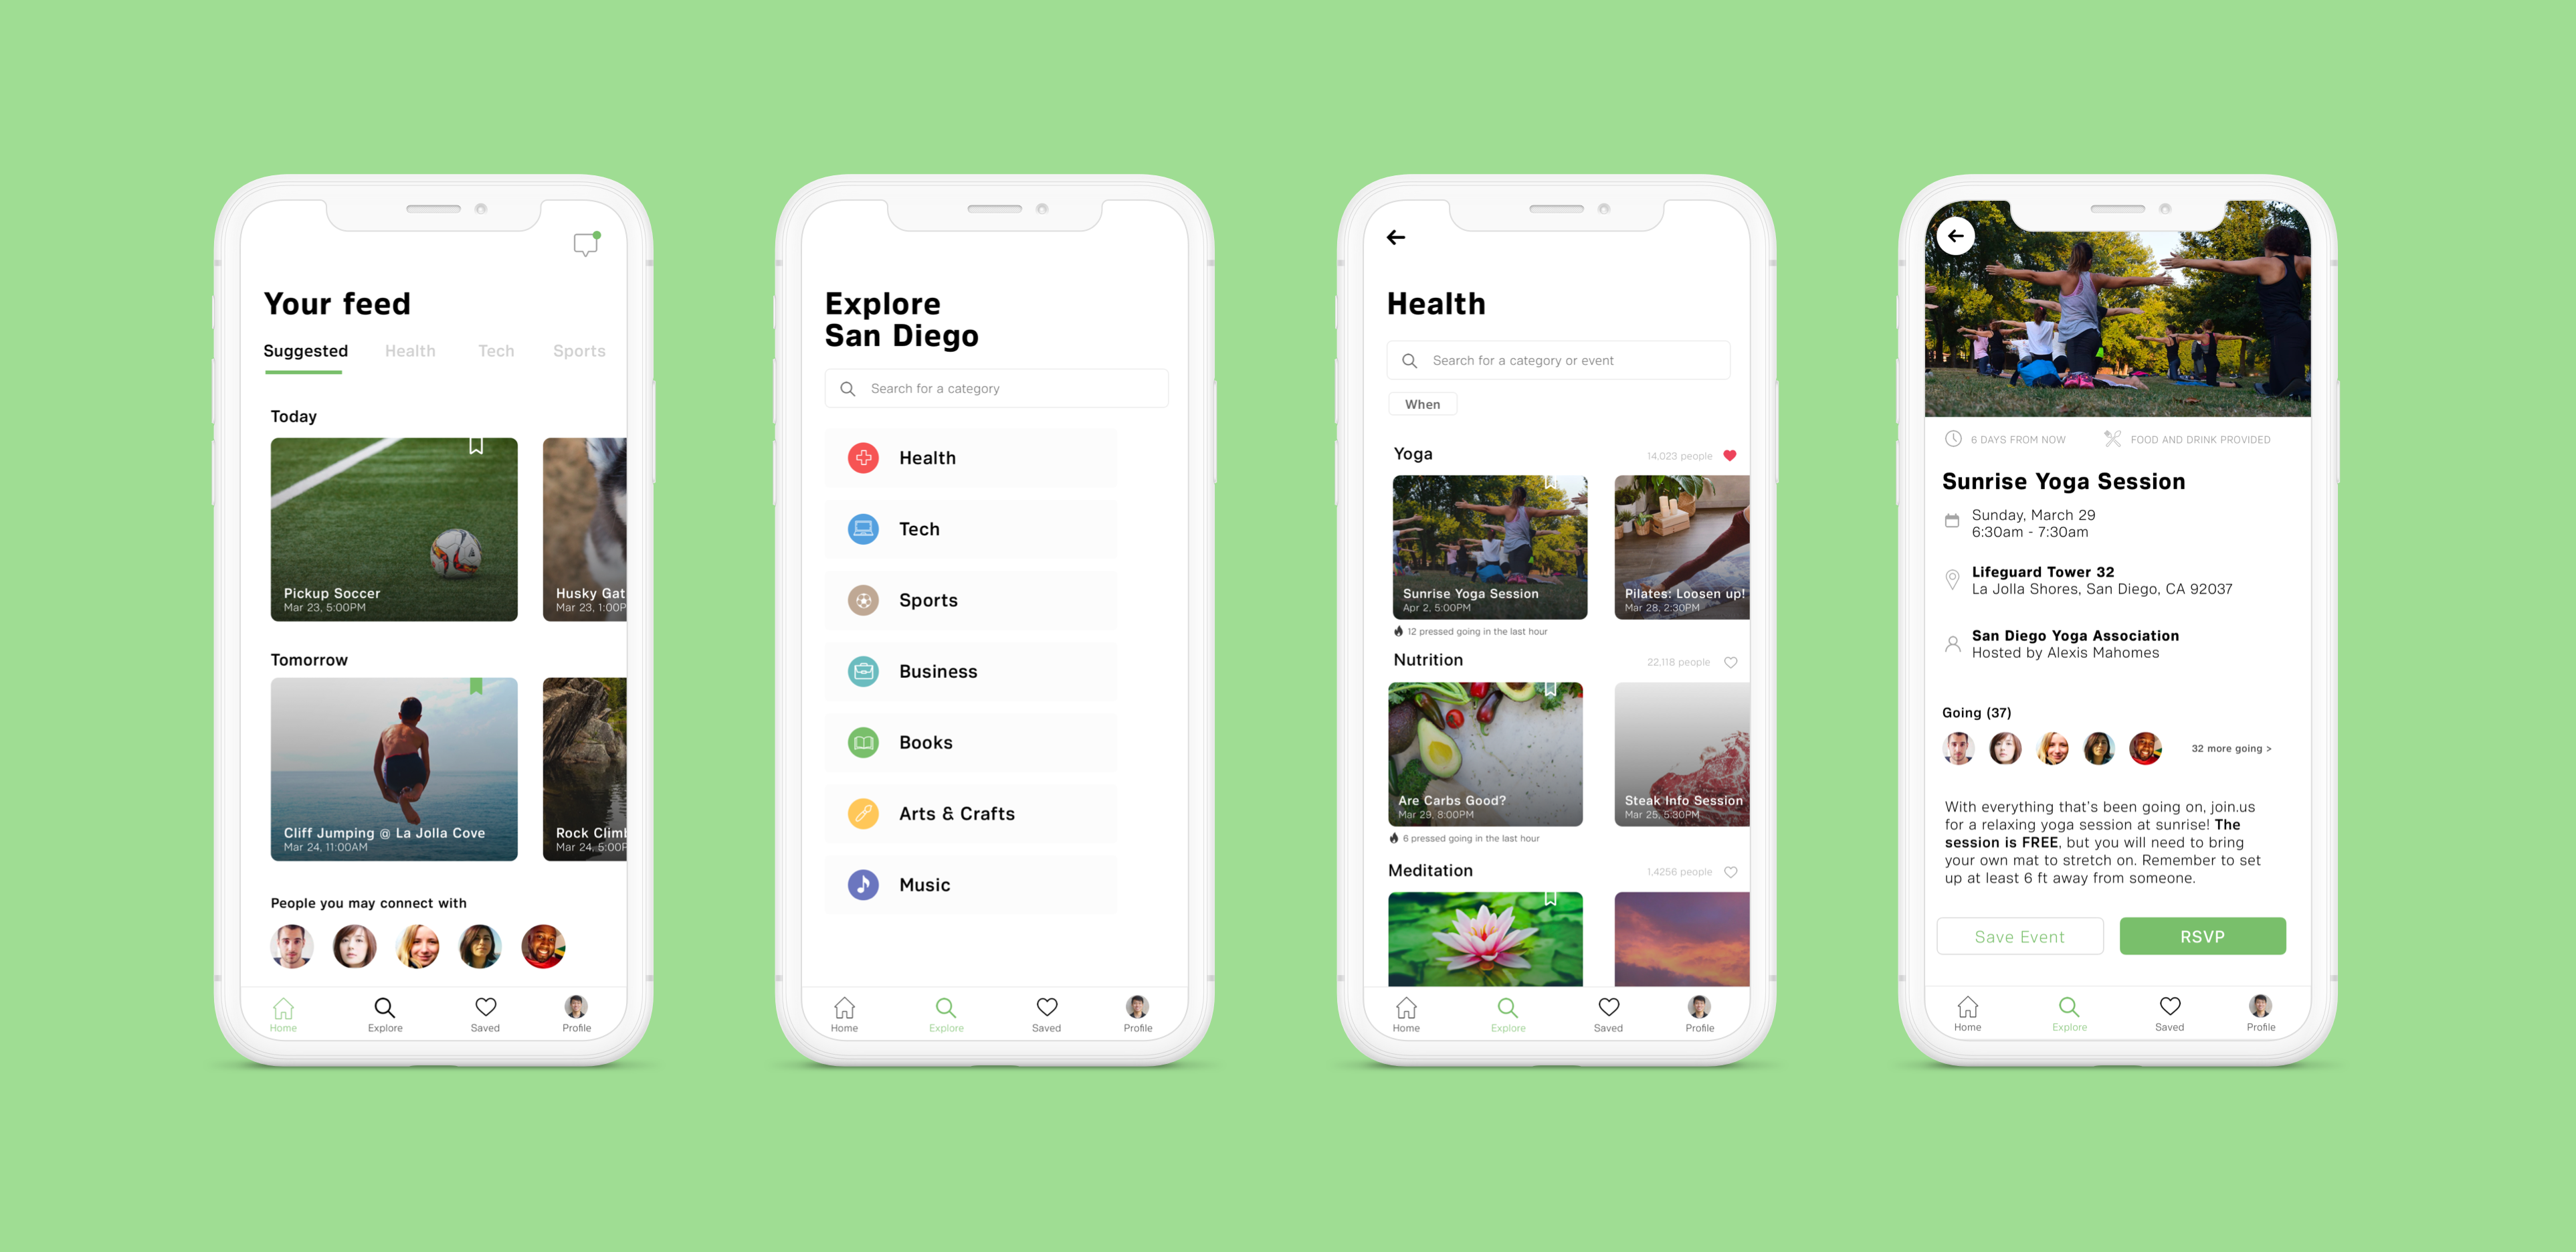 Your feed
Suggested Health Tech Sports
Today
Pickup Soccer
Mar 23, 5:00PM
Husky Gat
Mar 23, 1:00P
Tomorrow
Cliff Jumping @ La Jolla Cove
Mar 24, 11:00AM
Rock Climb
Mar 24, 5:00P
People you may connect with
Home Explore Saved Profile
Explore
San Diego
Search for a category
Health
Tech
Sports
Business
Books
Arts & Crafts
Music
Home Explore Saved Profile
Health
Search for a category or event
When
Yoga 14,023 people
Sunrise Yoga Session
Apr 2, 5:00PM
Pilates: Loosen up!
Mar 28, 2:30PM
12 pressed going in the last hour
Nutrition 22,118 people
Are Carbs Good?
Mar 29, 8:00PM
Steak Info Session
Mar 25, 5:30PM
6 pressed going in the last hour
Meditation 1,4256 people
Home Explore Saved Profile
6 DAYS FROM NOW FOOD AND DRINK PROVIDED
Sunrise Yoga Session
Sunday, March 29
6:30am - 7:30am
Lifeguard Tower 32
La Jolla Shores, San Diego, CA 92037
San Diego Yoga Association
Hosted by Alexis Mahomes
Going (37)
32 more going >
With everything that's been going on, join.us
for a relaxing yoga session at sunrise! The
session is FREE, but you will need to bring
your own mat to stretch on. Remember to set
up at least 6 ft away from someone.
Save Event RSVP
Home Explore Saved Profile